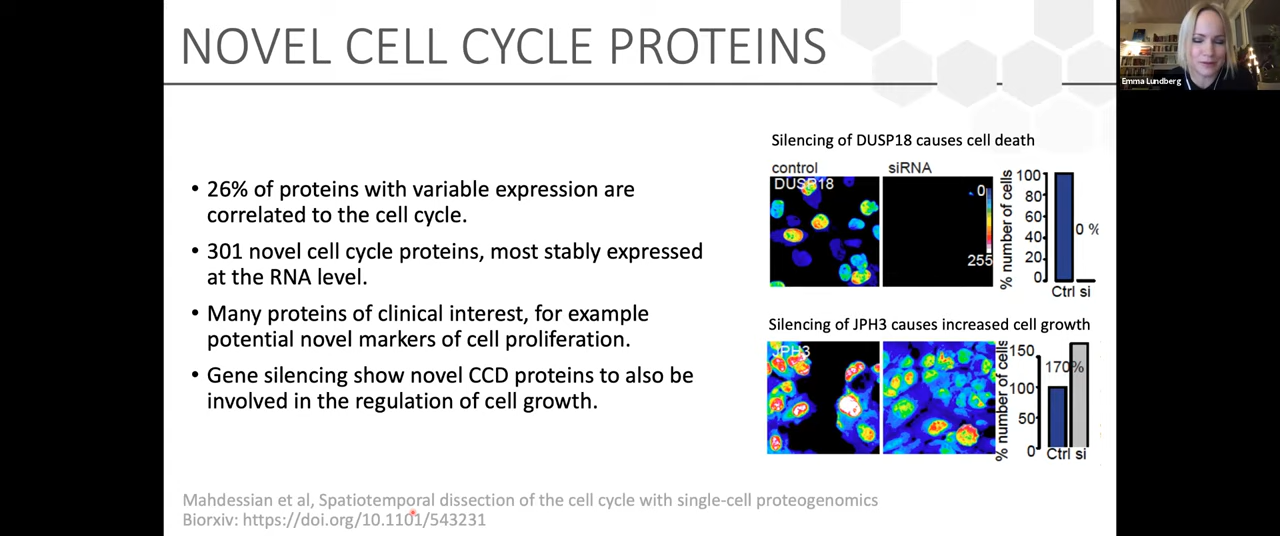 NOVEL CELL CYCLE PROTEINS
Emma Lundberg
• 26% of proteins with variable expression are
correlated to the cell cycle.
• 301 novel cell cycle proteins, most stably expressed
at the RNA level.
• Many proteins of clinical interest, for example
potential novel markers of cell proliferation.
• Gene silencing show novel CCD proteins to also be
involved in the regulation of cell growth.
Silencing of DUSP18 causes cell death
control
siRNA
DUSP18
0
255
% number of cells
100
80
60
40
20
0
0 %
Ctrl si
Silencing of JPH3 causes increased cell growth
JPH3
% number of cells
150
100
50
0
170%
Ctrl si
Mahdessian et al, Spatiotemporal dissection of the cell cycle with single-cell proteogenomics
Biorxiv: https://doi.org/10.1101/543231